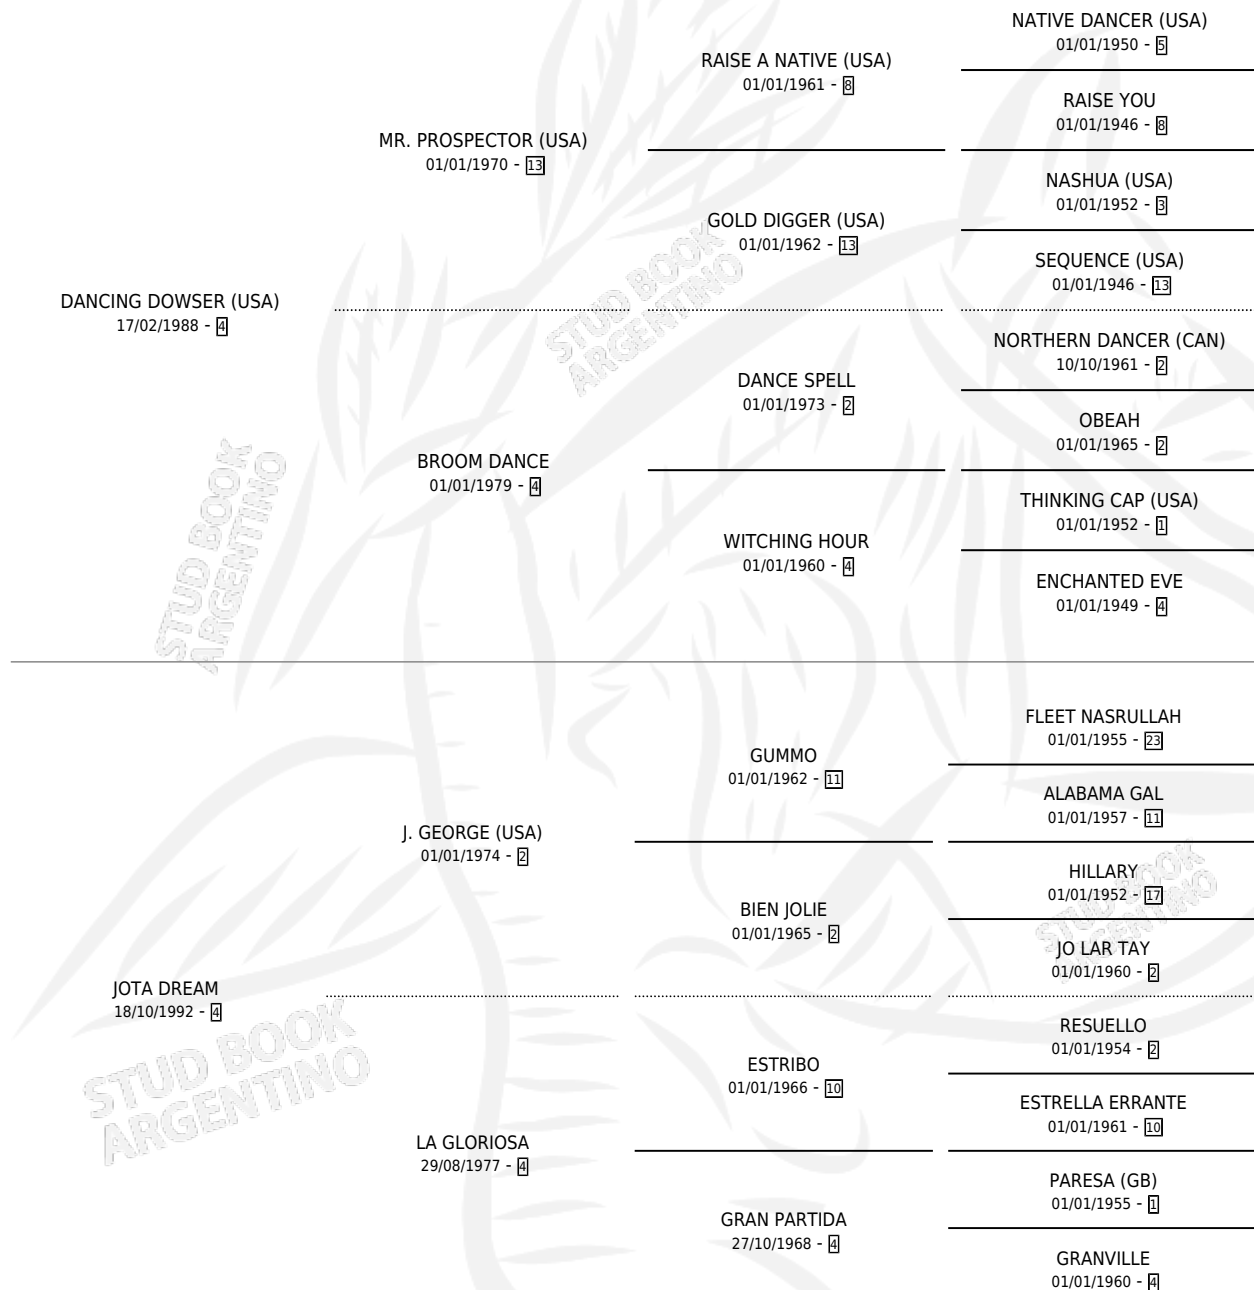 NATIVE DANCER (USA)
01/01/1950 - 5
RAISE A NATIVE (USA)
01/01/1961 - 8
RAISE YOU
01/01/1946 - 8
MR. PROSPECTOR (USA)
01/01/1970 - 13
NASHUA (USA)
01/01/1952 - 3
GOLD DIGGER (USA)
01/01/1962 - 13
SEQUENCE (USA)
01/01/1946 - 13
DANCING DOWSER (USA)
17/02/1988 - 4
NORTHERN DANCER (CAN)
10/10/1961 - 2
DANCE SPELL
01/01/1973 - 2
OBEAH
01/01/1965 - 2
BROOM DANCE
01/01/1979 - 4
THINKING CAP (USA)
01/01/1952 - 1
WITCHING HOUR
01/01/1960 - 4
ENCHANTED EVE
01/01/1949 - 4
FLEET NASRULLAH
01/01/1955 - 23
GUMMO
01/01/1962 - 11
ALABAMA GAL
01/01/1957 - 11
J. GEORGE (USA)
01/01/1974 - 2
HILLARY
01/01/1952 - 17
BIEN JOLIE
01/01/1965 - 2
JO LAR TAY
01/01/1960 - 2
JOTA DREAM
18/10/1992 - 4
RESUELLO
01/01/1954 - 2
ESTRIBO
01/01/1966 - 10
ESTRELLA ERRANTE
01/01/1961 - 10
LA GLORIOSA
29/08/1977 - 4
PARESA (GB)
01/01/1955 - 1
GRAN PARTIDA
27/10/1968 - 4
GRANVILLE
01/01/1960 - 4
STUD BOOK
ARGENTINO
STUD BOOK
ARGENTINO
STUD BOOK
ARGENTINO
STUD BOOK
ARGENTINO